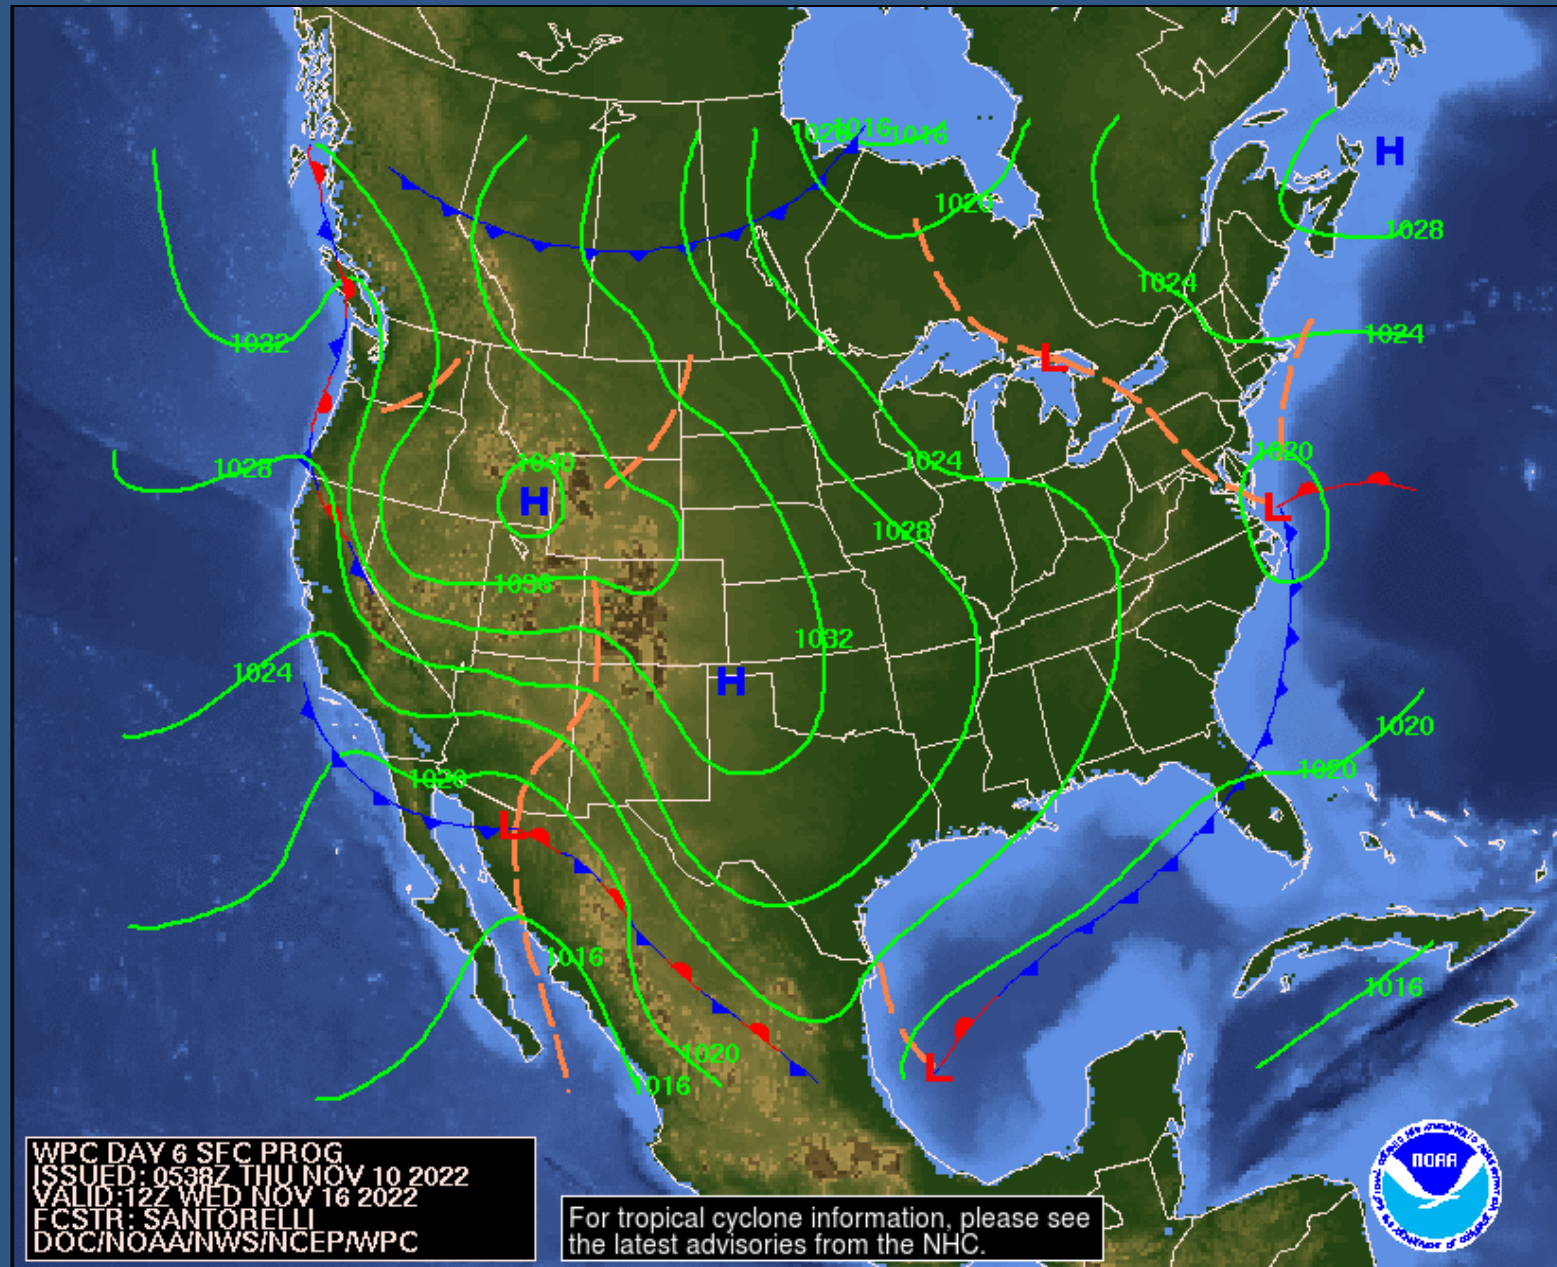 1020
1016
1016
H
1020
1028
1024
1032
1024
L
1020
1024
1028
1040
H
L
1028
1036
1032
H
1024
1020
1020
1020
L
1016
1016
1020
L
1016
WPC DAY 6 SFC PROG
ISSUED: 0538Z THU NOV 10 2022
VALID:12Z WED NOV 16 2022
FCSTR: SANTORELLI
DOC/NOAA/NWS/NCEP/WPC
For tropical cyclone information, please see
the latest advisories from the NHC.
NOAA